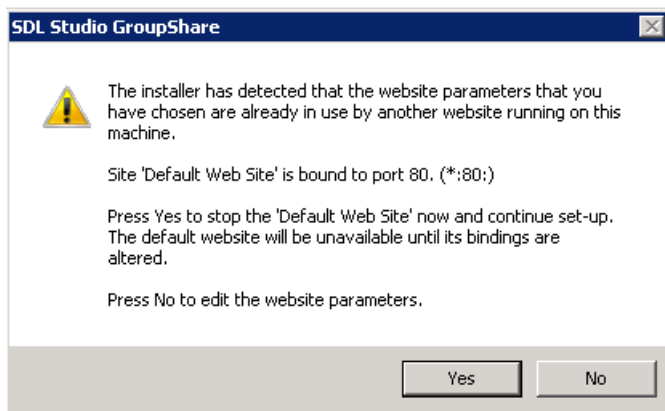 SDL Studio GroupShare
The installer has detected that the website parameters that you
have chosen are already in use by another website running on this
machine.
Site 'Default Web Site' is bound to port 80. (*:80:)
Press Yes to stop the 'Default Web Site' now and continue set-up.
The default website will be unavailable until its bindings are
altered.
Press No to edit the website parameters.
Yes
No